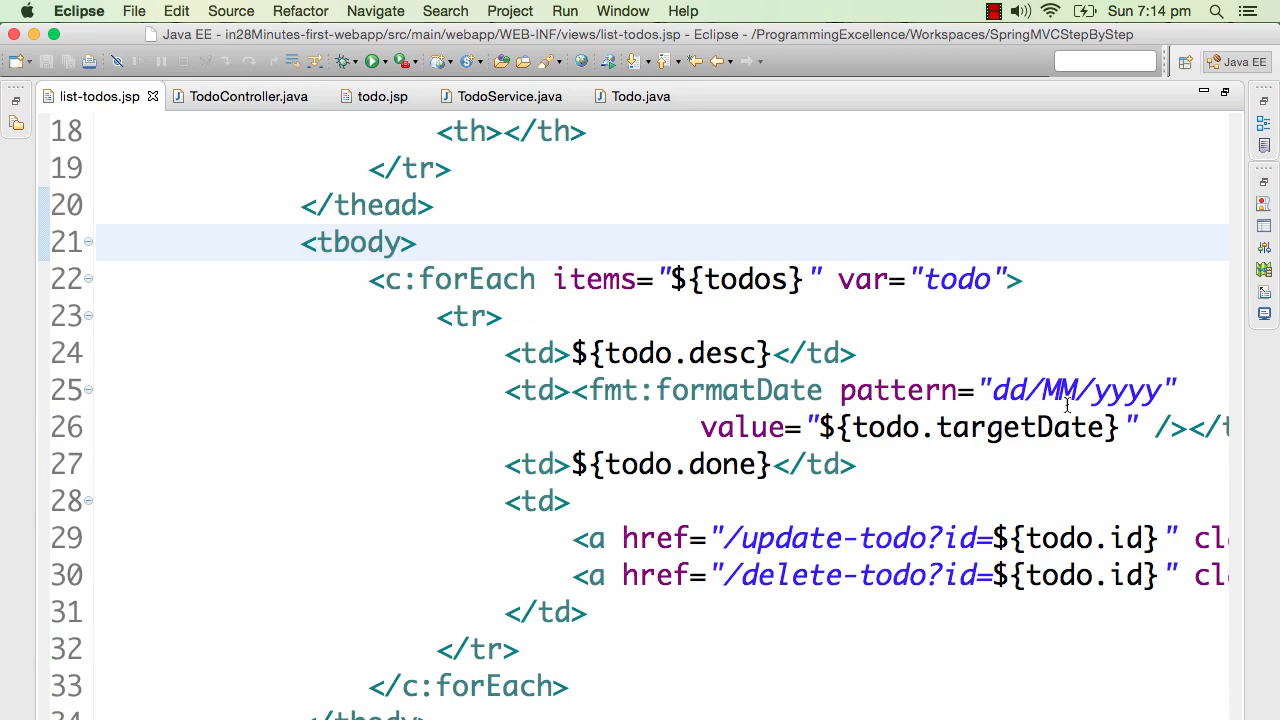 Eclipse File Edit Source Refactor Navigate Search Project Run Window Help Sun 7:14 pm
Java EE - in28Minutes-first-webapp/src/main/webapp/WEB-INF/views/list-todos.jsp - Eclipse - /ProgrammingExcellence/Workspaces/SpringMVCStepByStep
Java EE
list-todos.jsp TodoController.java todo.jsp TodoService.java Todo.java
18 <th></th>
19 </tr>
20 </thead>
21 <tbody>
22 <c:forEach items="${todos}" var="todo">
23 <tr>
24 <td>${todo.desc}</td>
25 <td><fmt:formatDate pattern="dd/MM/yyyy"
26 value="${todo.targetDate}" /></t
27 <td>${todo.done}</td>
28 <td>
29 <a href="/update-todo?id=${todo.id}" cl
30 <a href="/delete-todo?id=${todo.id}" cl
31 </td>
32 </tr>
33 </c:forEach>
34 </tbody>